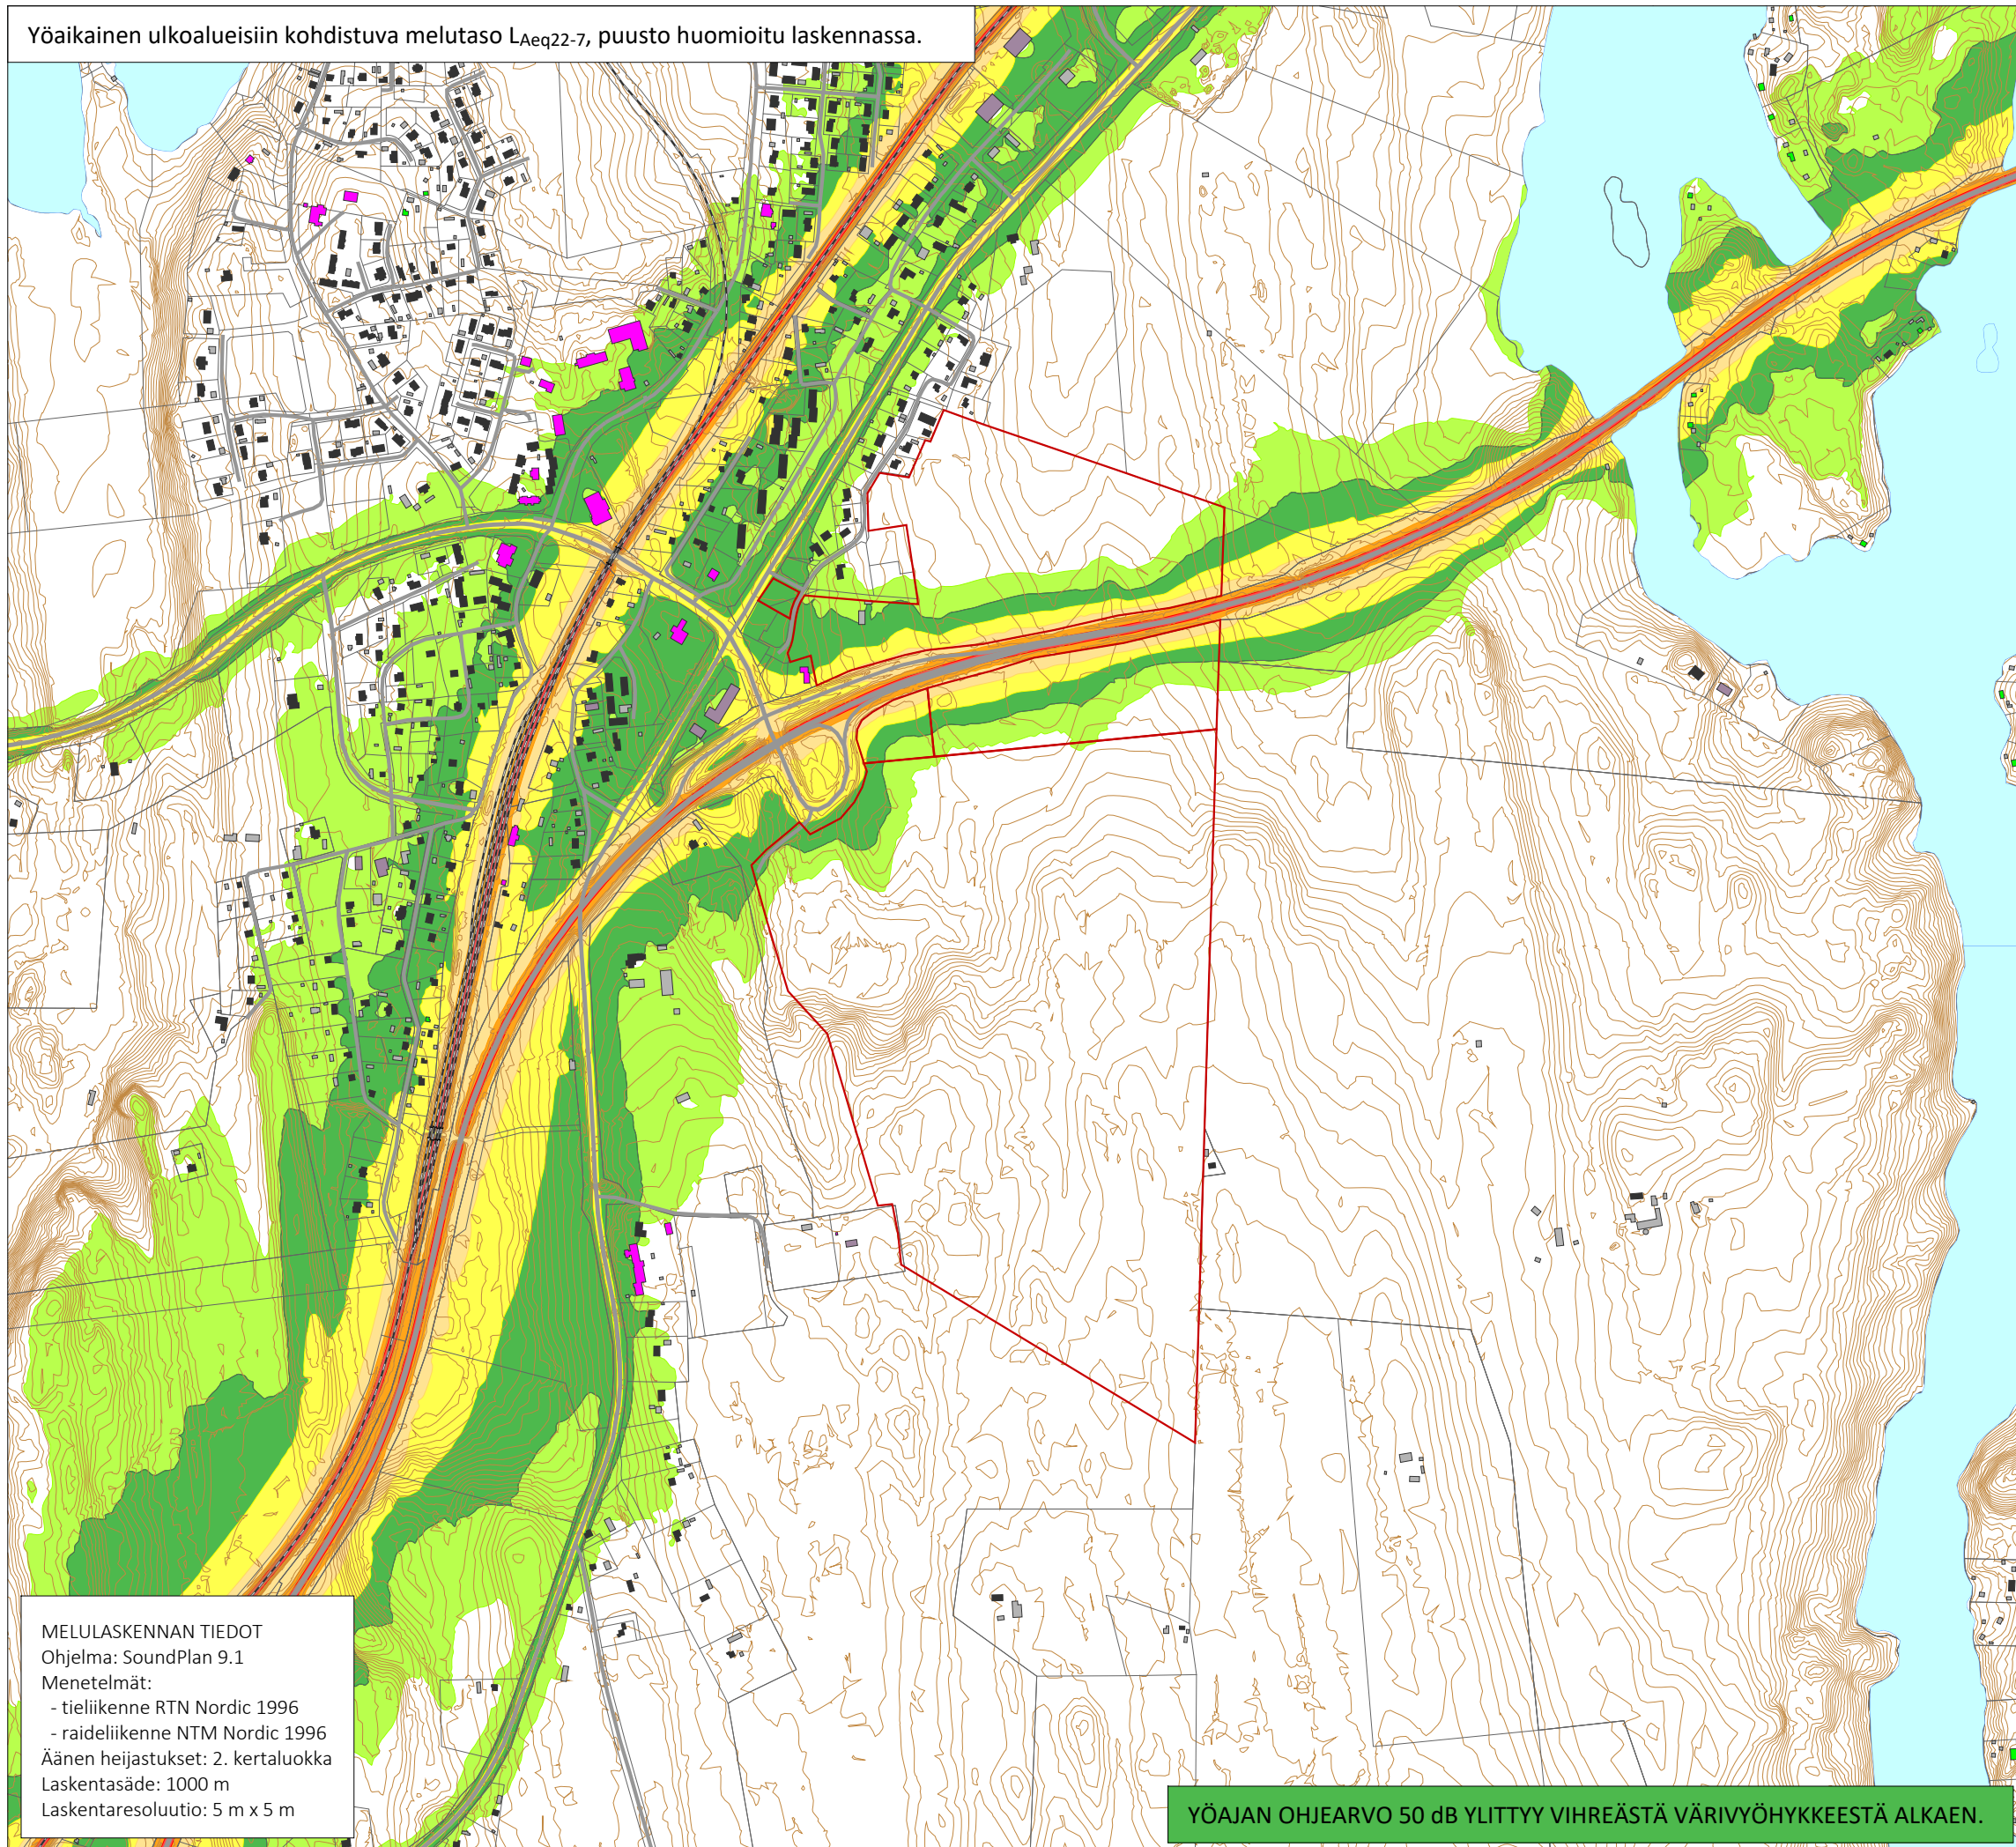 Yöaikainen ulkoalueisiin kohdistuva melutaso LAeq22-7, puusto huomioitu laskennassa.
MELULASKENNAN TIEDOT
Ohjelma: SoundPlan 9.1
Menetelmät:
- tieliikenne RTN Nordic 1996
- raideliikenne NTM Nordic 1996
Äänen heijastukset: 2. kertaluokka
Laskentasäde: 1000 m
Laskentaresoluutio: 5 m x 5 m
YÖAJAN OHJEARVO 50 dB YLITTYY VIHREÄSTÄ VÄRIVYÖHYKKEESTÄ ALKAEN.